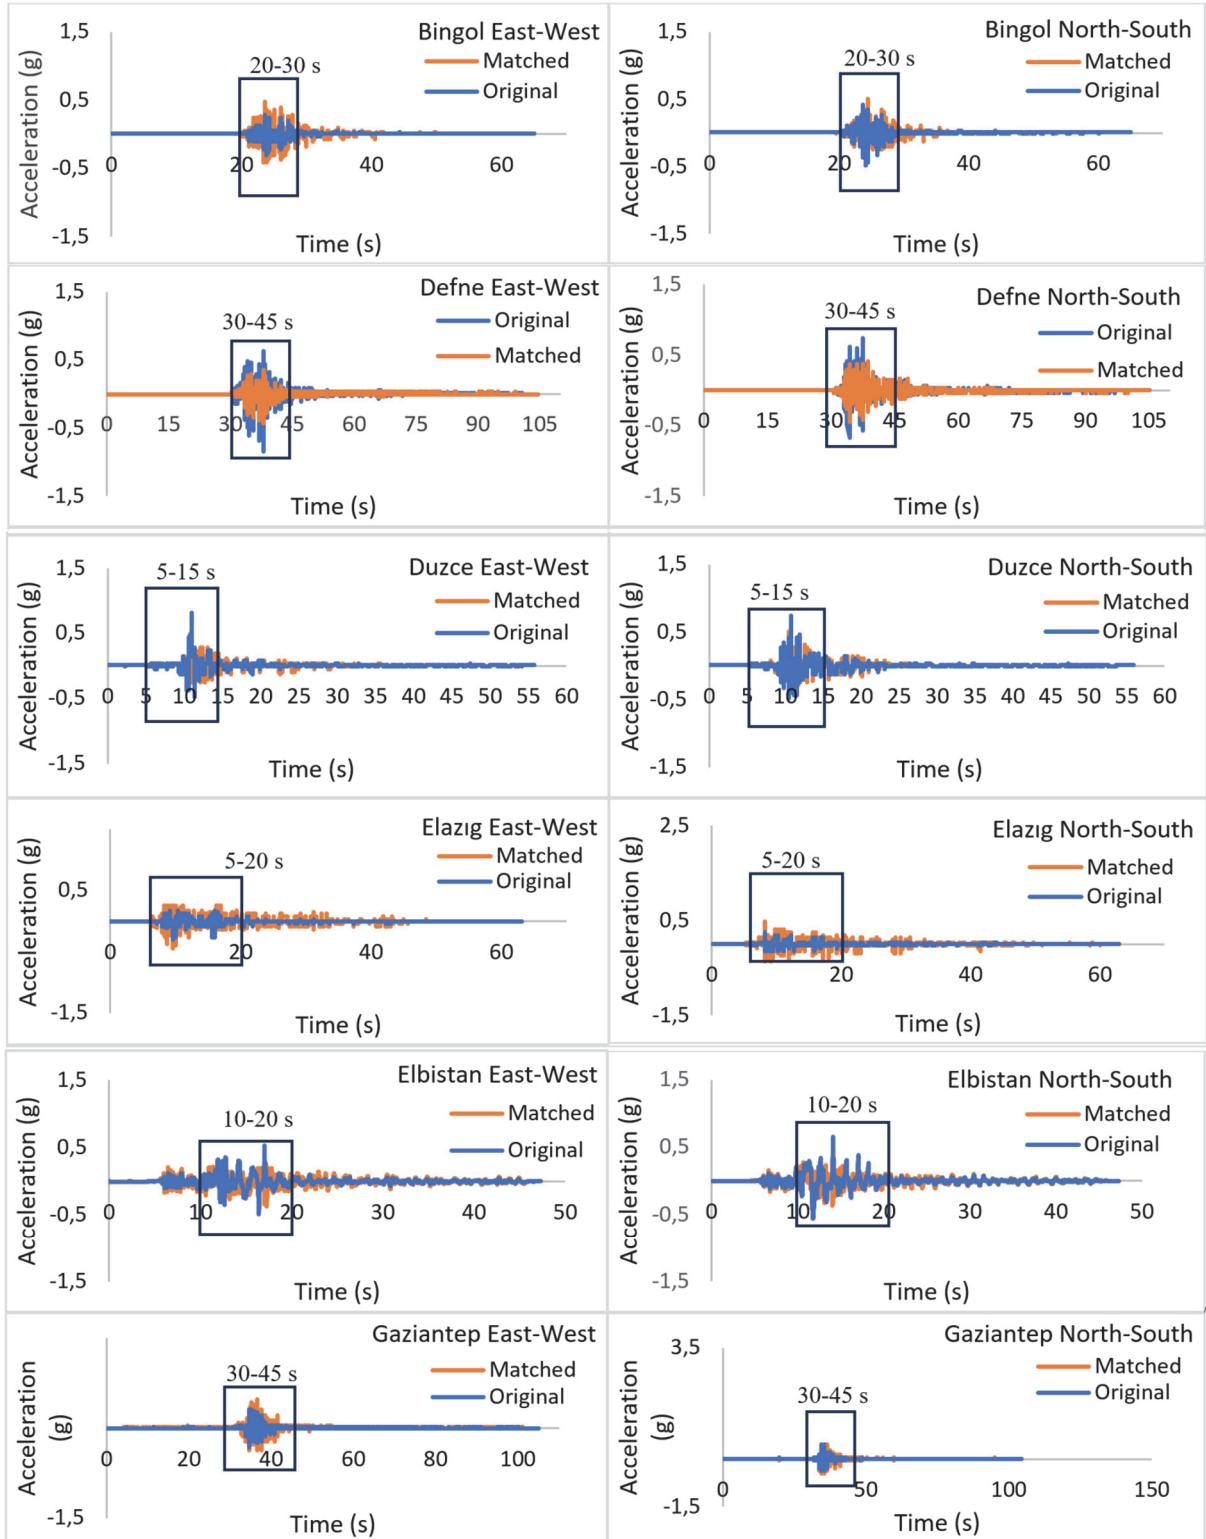 Bingol East-West
Matched
Original
20-30 s
1,5
0,5
-0,5
-1,5
0 20 40 60
Acceleration (g)
Time (s)
Bingol North-South
Matched
Original
20-30 s
1,5
0,5
-0,5
-1,5
0 20 40 60
Acceleration (g)
Time (s)
Defne East-West
Original
Matched
30-45 s
1,5
0,5
-0,5
-1,5
0 15 30 45 60 75 90 105
Acceleration (g)
Time (s)
Defne North-South
Original
Matched
30-45 s
1,5
0,5
-0,5
-1,5
0 15 30 45 60 75 90 105
Acceleration (g)
Time (s)
Duzce East-West
Matched
Original
5-15 s
1,5
0,5
-0,5
-1,5
0 5 10 15 20 25 30 35 40 45 50 55 60
Acceleration (g)
Time (s)
Duzce North-South
Matched
Original
5-15 s
1,5
0,5
-0,5
-1,5
0 5 10 15 20 25 30 35 40 45 50 55 60
Acceleration (g)
Time (s)
Elazıg East-West
Matched
Original
5-20 s
0,5
-1,5
0 20 40 60
Acceleration (g)
Time (s)
Elazıg North-South
Matched
Original
5-20 s
2,5
0,5
-1,5
0 20 40 60
Acceleration (g)
Time (s)
Elbistan East-West
Matched
Original
10-20 s
1,5
0,5
-0,5
-1,5
0 10 20 30 40 50
Acceleration (g)
Time (s)
Elbistan North-South
Matched
Original
10-20 s
1,5
0,5
-0,5
-1,5
0 10 20 30 40 50
Acceleration (g)
Time (s)
Gaziantep East-West
Matched
Original
30-45 s
-1,5
0 20 40 60 80 100
Acceleration
(g)
Time (s)
Gaziantep North-South
Matched
Original
30-45 s
3,5
-1,5
0 50 100 150
Acceleration
(g)
Time (s)